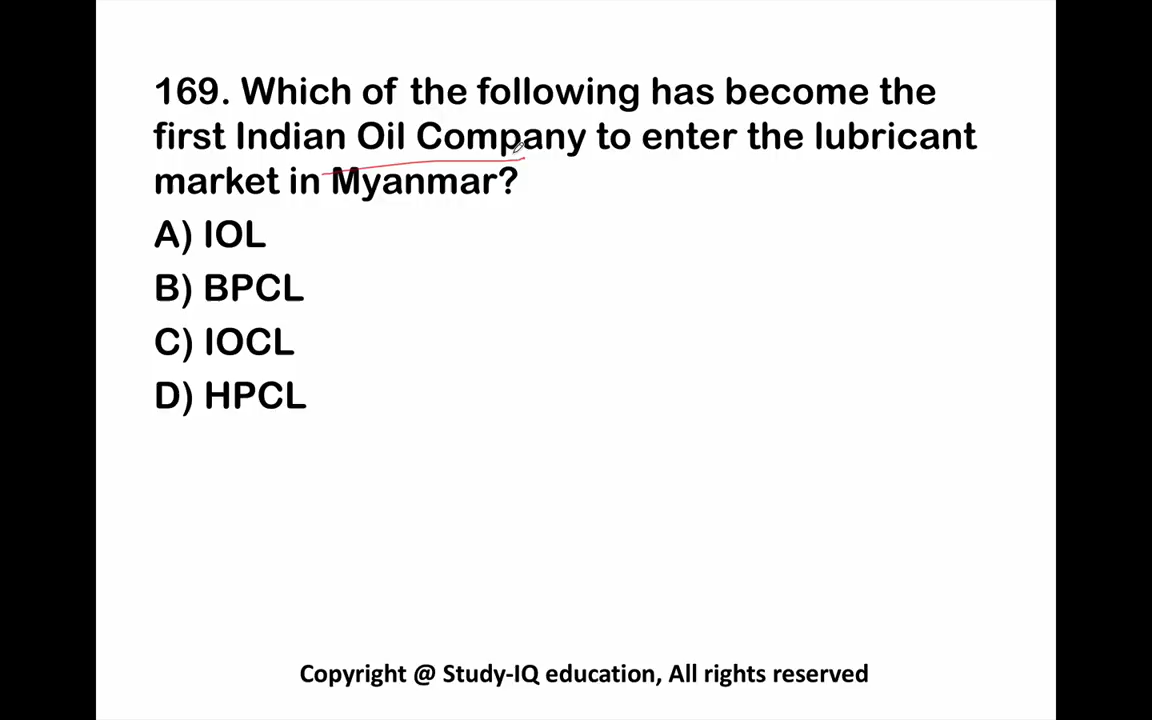 169. Which of the following has become the
first Indian Oil Company to enter the lubricant
market in Myanmar?
A) IOL
B) BPCL
C) IOCL
D) HPCL
Copyright @ Study-IQ education, All rights reserved